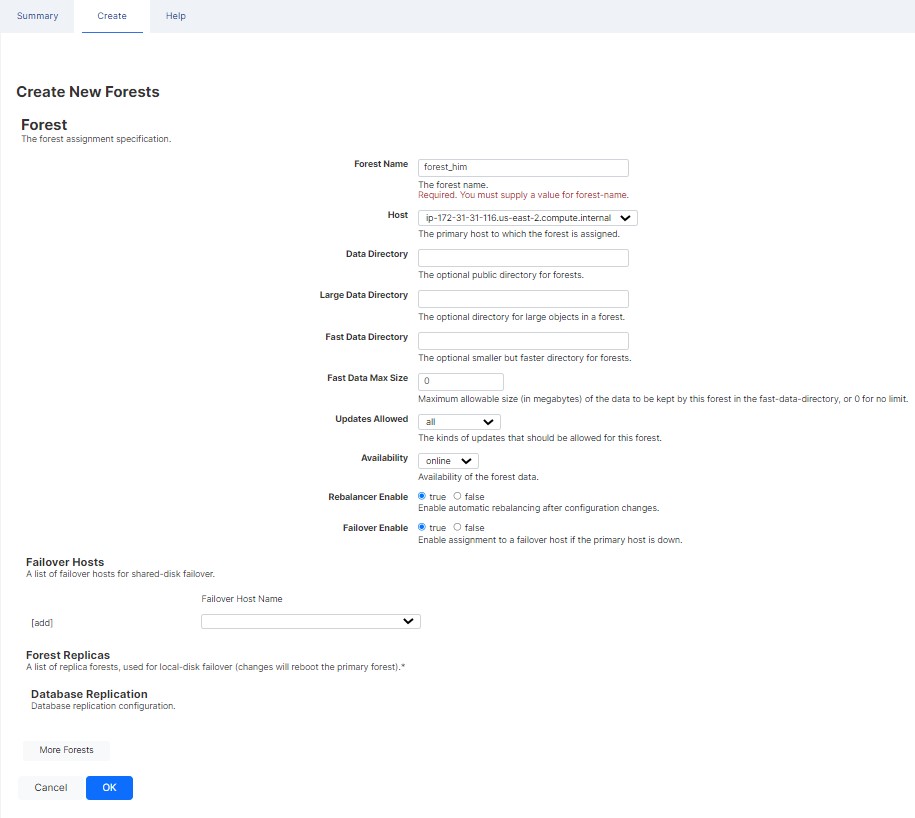 Summary Create Help
Create New Forests
Forest
The forest assignment specification.
Forest Name forest_him
The forest name.
Required. You must supply a value for forest-name.
Host ip-172-31-31-116.us-east-2.compute.internal
The primary host to which the forest is assigned.
Data Directory
The optional public directory for forests.
Large Data Directory
The optional directory for large objects in a forest.
Fast Data Directory
The optional smaller but faster directory for forests.
Fast Data Max Size 0
Maximum allowable size (in megabytes) of the data to be kept by this forest in the fast-data-directory, or 0 for no limit.
Updates Allowed all
The kinds of updates that should be allowed for this forest.
Availability online
Availability of the forest data.
Rebalancer Enable true false
Enable automatic rebalancing after configuration changes.
Failover Enable true false
Enable assignment to a failover host if the primary host is down.
Failover Hosts
A list of failover hosts for shared-disk failover.
Failover Host Name
[add]
Forest Replicas
A list of replica forests, used for local-disk failover (changes will reboot the primary forest).*
Database Replication
Database replication configuration.
More Forests
Cancel OK